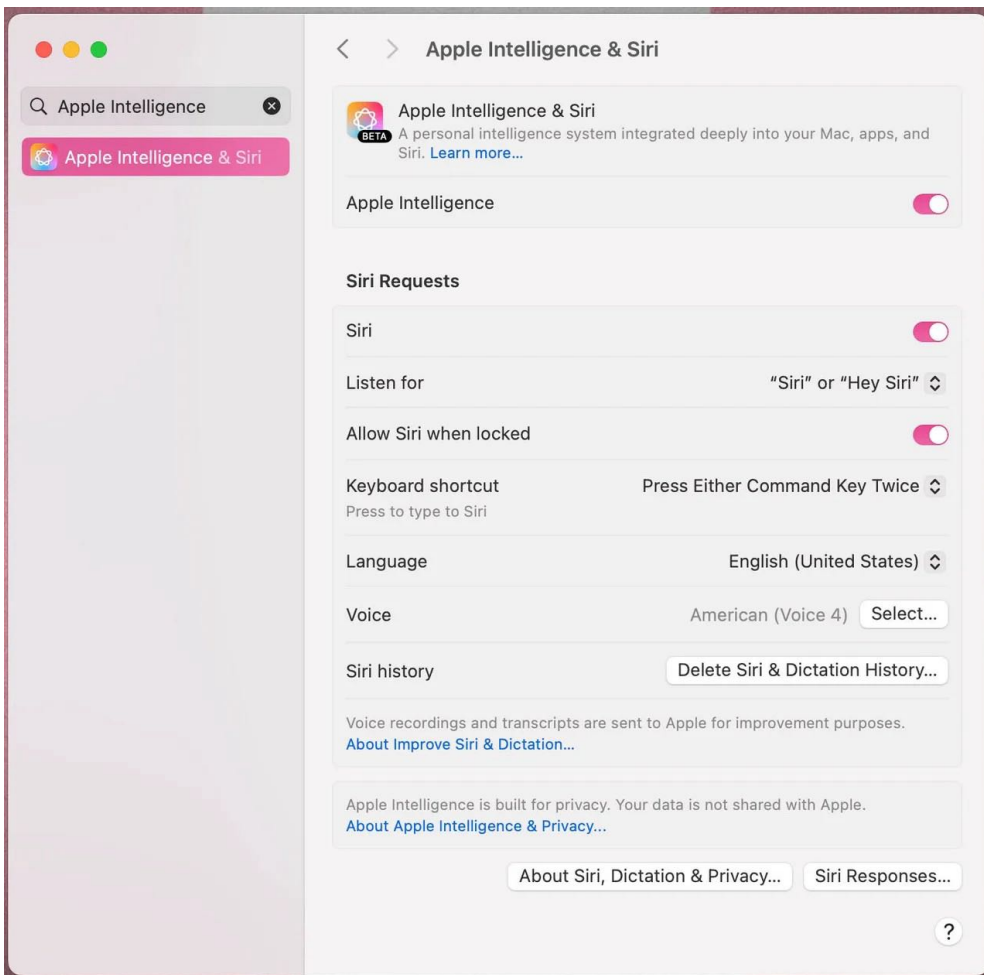 Apple Intelligence
Apple Intelligence & Siri
Apple Intelligence & Siri
Apple Intelligence & Siri
BETA
A personal intelligence system integrated deeply into your Mac, apps, and
Siri. Learn more...
Apple Intelligence
Siri Requests
Siri
Listen for “Siri” or “Hey Siri”
Allow Siri when locked
Keyboard shortcut Press Either Command Key Twice
Press to type to Siri
Language English (United States)
Voice American (Voice 4) Select...
Siri history Delete Siri & Dictation History...
Voice recordings and transcripts are sent to Apple for improvement purposes.
About Improve Siri & Dictation...
Apple Intelligence is built for privacy. Your data is not shared with Apple.
About Apple Intelligence & Privacy...
About Siri, Dictation & Privacy... Siri Responses...
?